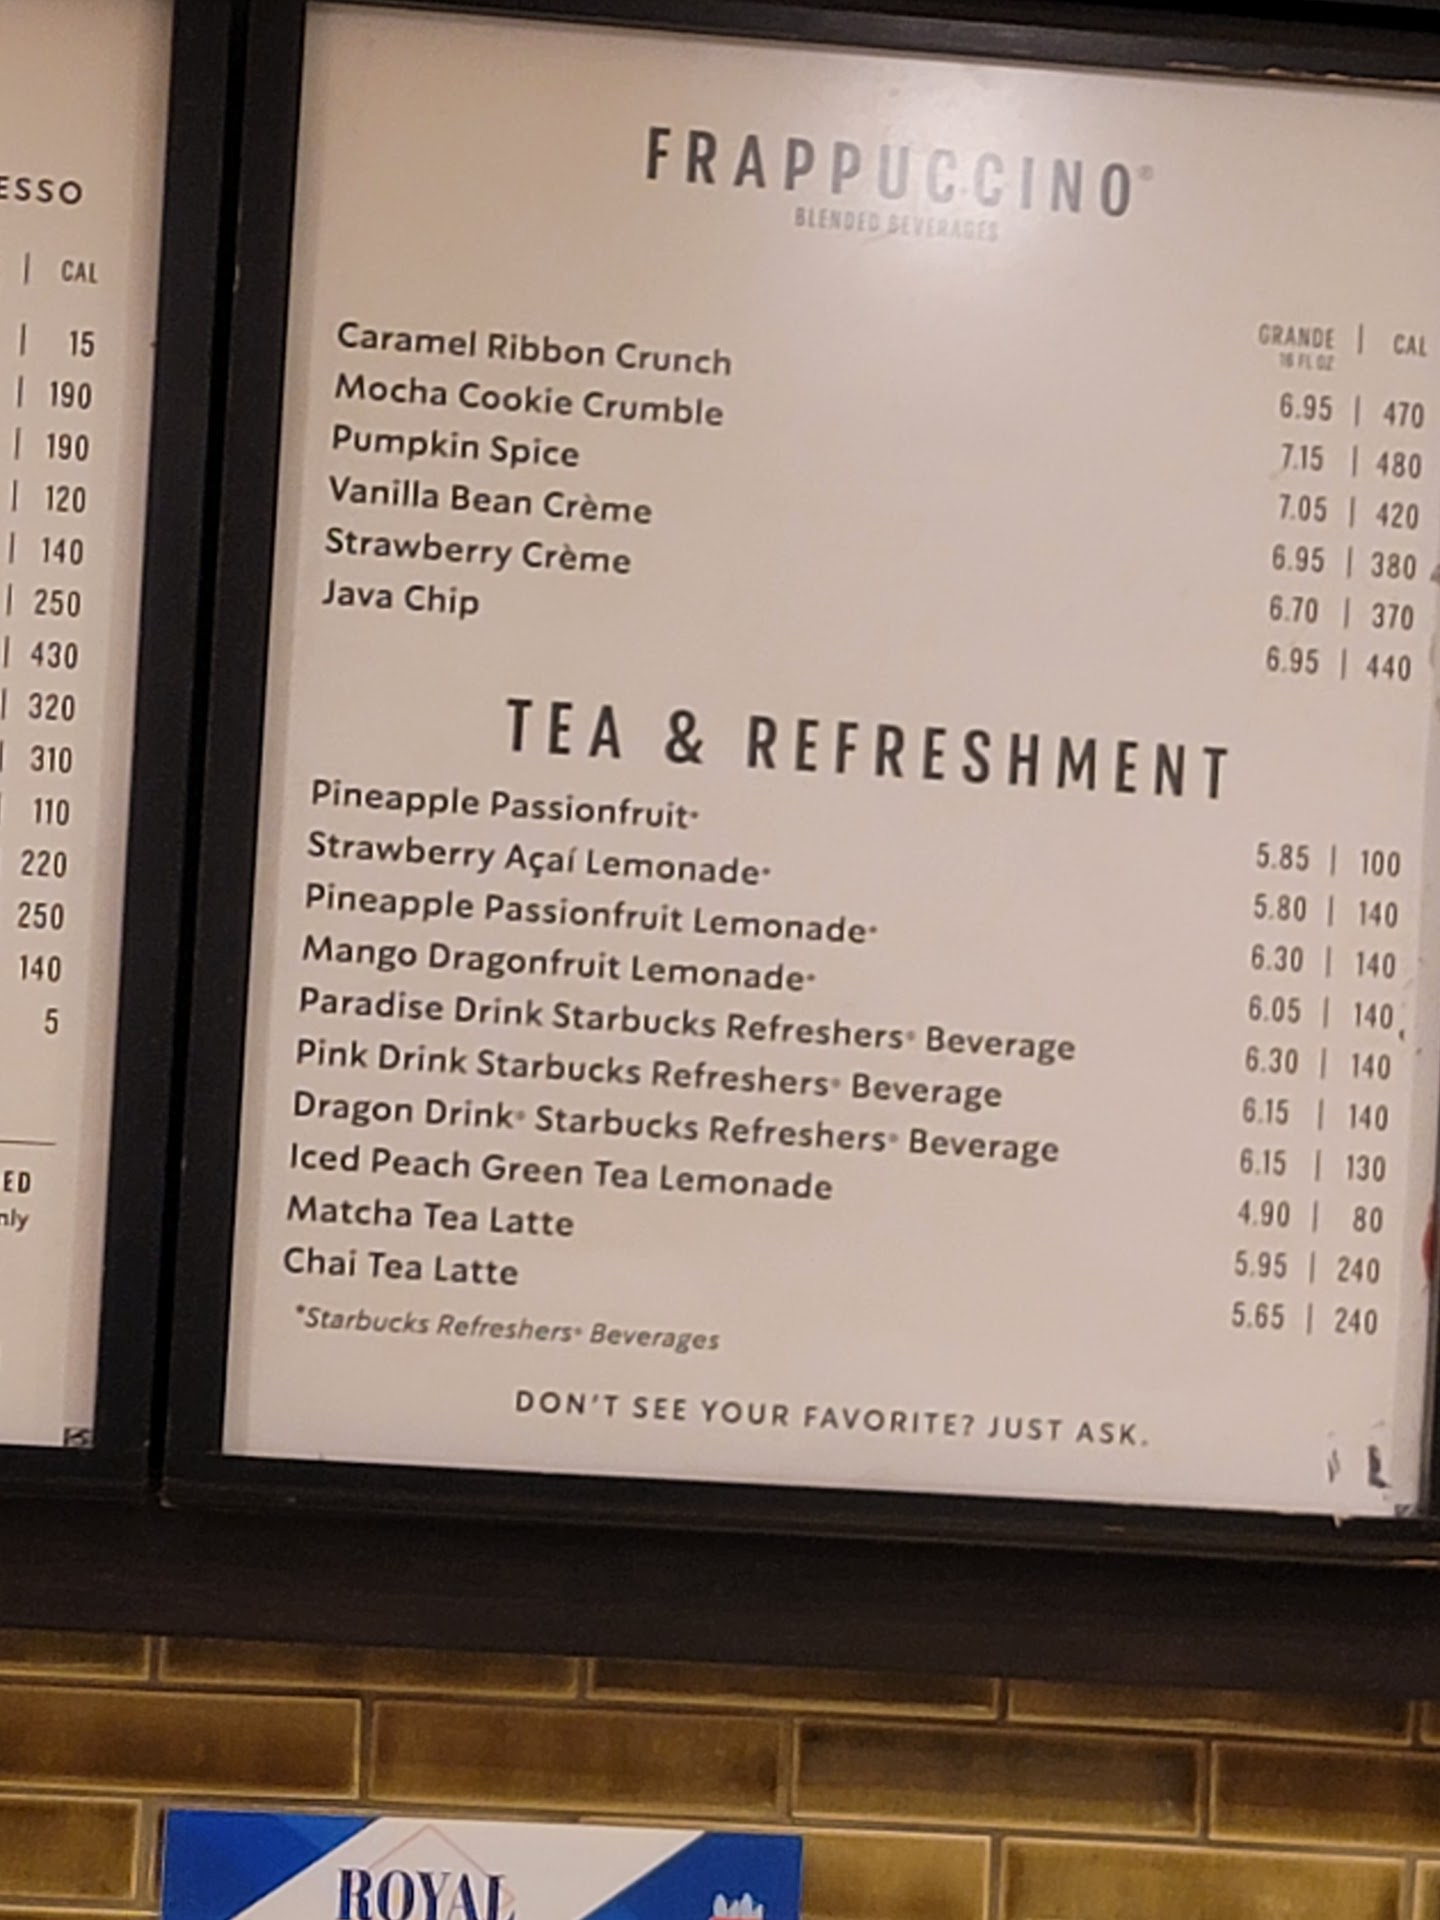 ESSO
| CAL
| 15
| 190
| 190
| 120
| 140
| 250
| 430
| 320
| 310
110
220
250
140
5
ED
nly
FRAPPUCCINO®
BLENDED BEVERAGES
GRANDE | CAL
16 FL OZ
Caramel Ribbon Crunch 6.95 | 470
Mocha Cookie Crumble 7.15 | 480
Pumpkin Spice 7.05 | 420
Vanilla Bean Crème 6.95 | 380
Strawberry Crème 6.70 | 370
Java Chip 6.95 | 440
TEA & REFRESHMENT
Pineapple Passionfruit* 5.85 | 100
Strawberry Açaí Lemonade* 5.80 | 140
Pineapple Passionfruit Lemonade* 6.30 | 140
Mango Dragonfruit Lemonade* 6.05 | 140
Paradise Drink Starbucks Refreshers® Beverage 6.30 | 140
Pink Drink Starbucks Refreshers® Beverage 6.15 | 140
Dragon Drink® Starbucks Refreshers® Beverage 6.15 | 130
Iced Peach Green Tea Lemonade 4.90 | 80
Matcha Tea Latte 5.95 | 240
Chai Tea Latte 5.65 | 240
*Starbucks Refreshers® Beverages
DON'T SEE YOUR FAVORITE? JUST ASK.
ROYAL